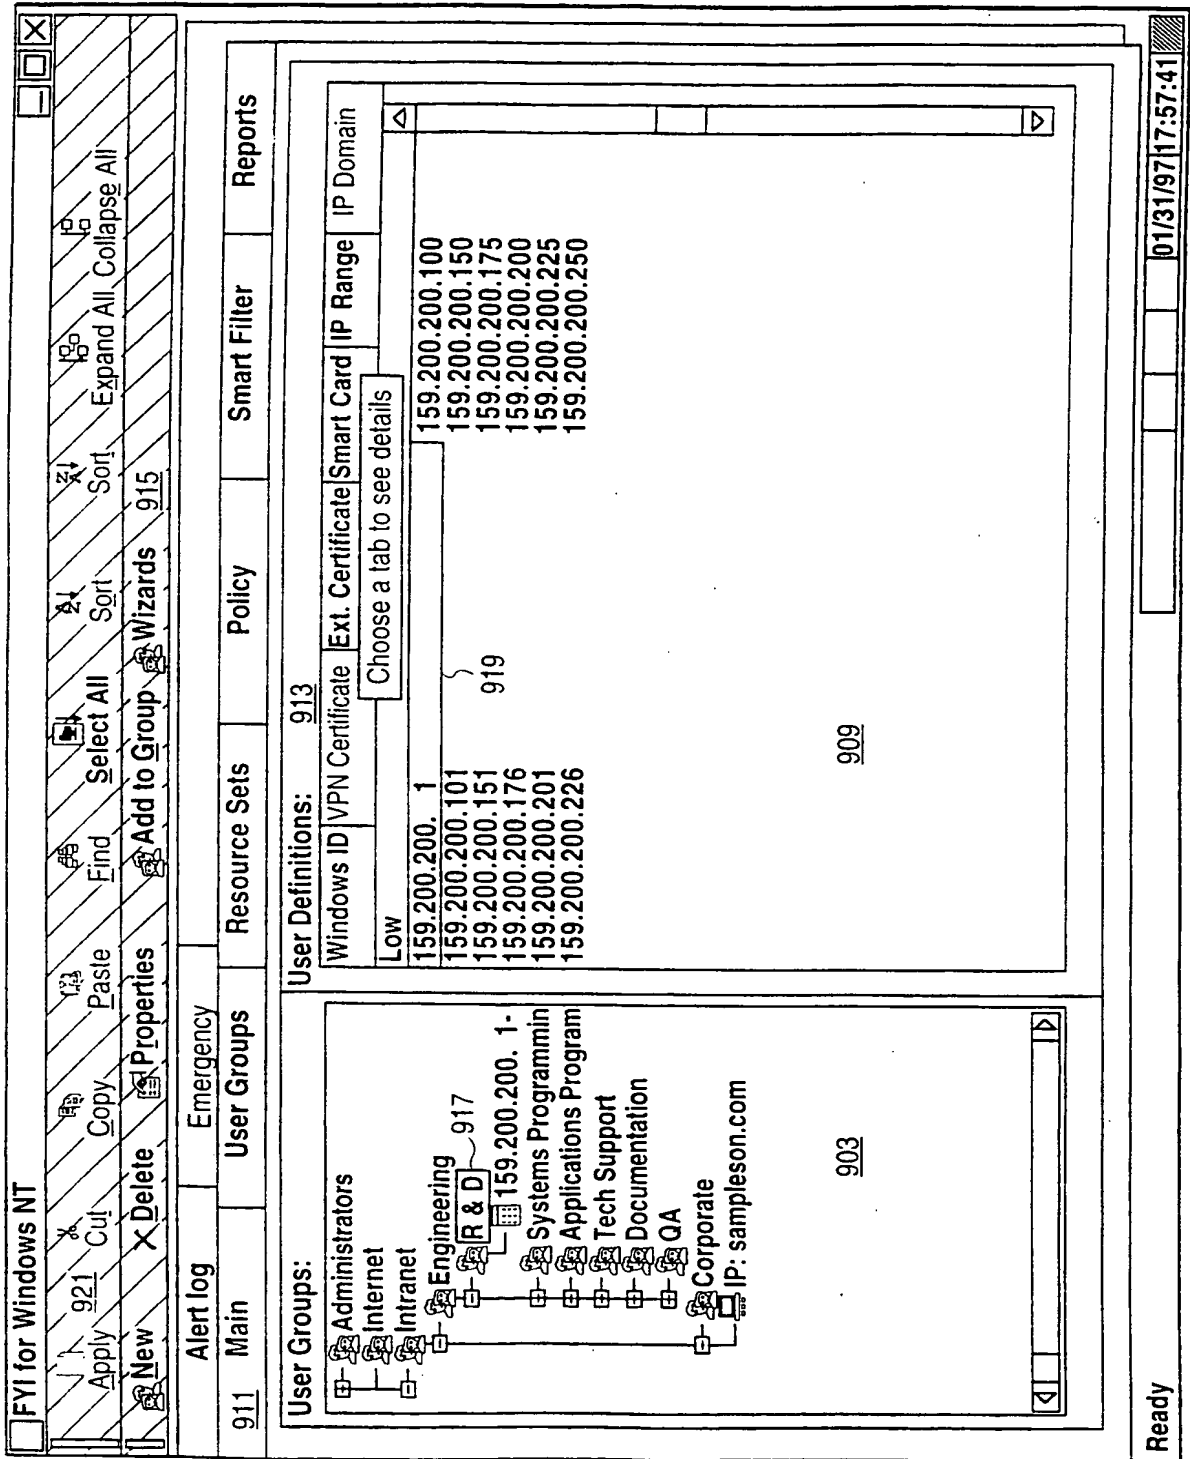 FYI for Windows NT
921
Apply Cut Copy Paste Find Select All Sort Sort Expand All Collapse All
New Delete Properties Add to Group Wizards 915
Alert log Emergency
911 Main User Groups Resource Sets Policy Smart Filter Reports
User Groups:
Administrators
Internet
Intranet
Engineering
R & D 917
159.200.200. 1-
Systems Programmin
Applications Program
Tech Support
Documentation
QA
Corporate
IP: sampleson.com
903
User Definitions: 913
Windows ID VPN Certificate Ext. Certificate Smart Card IP Range IP Domain
Low
Choose a tab to see details
159.200.200. 1 159.200.200.100
159.200.200.101 159.200.200.150
159.200.200.151 159.200.200.175
159.200.200.176 159.200.200.200
159.200.200.201 159.200.200.225
159.200.200.226 159.200.200.250
919
909
Ready 01/31/97 17:57:41